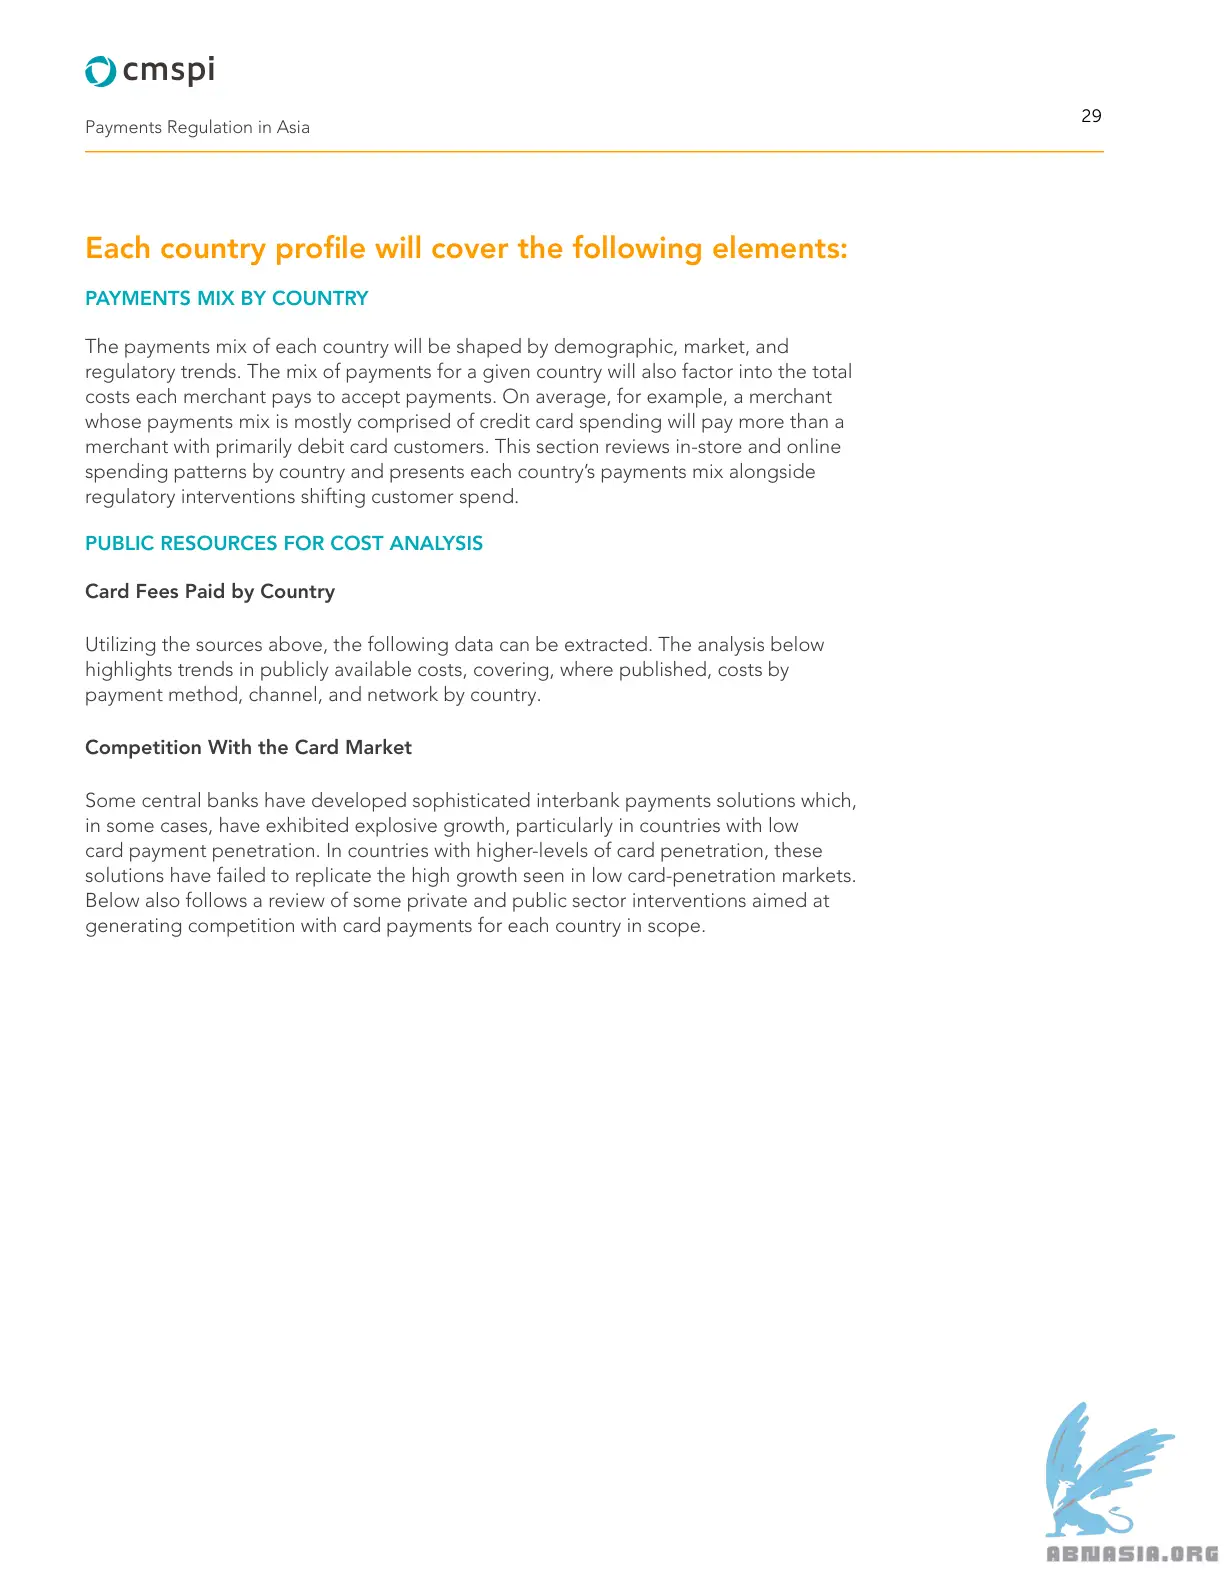 cmspi
Payments Regulation in Asia
29
Each country profile will cover the following elements:
PAYMENTS MIX BY COUNTRY
The payments mix of each country will be shaped by demographic, market, and
regulatory trends. The mix of payments for a given country will also factor into the total
costs each merchant pays to accept payments. On average, for example, a merchant
whose payments mix is mostly comprised of credit card spending will pay more than a
merchant with primarily debit card customers. This section reviews in-store and online
spending patterns by country and presents each country’s payments mix alongside
regulatory interventions shifting customer spend.
PUBLIC RESOURCES FOR COST ANALYSIS
Card Fees Paid by Country
Utilizing the sources above, the following data can be extracted. The analysis below
highlights trends in publicly available costs, covering, where published, costs by
payment method, channel, and network by country.
Competition With the Card Market
Some central banks have developed sophisticated interbank payments solutions which,
in some cases, have exhibited explosive growth, particularly in countries with low
card payment penetration. In countries with higher-levels of card penetration, these
solutions have failed to replicate the high growth seen in low card-penetration markets.
Below also follows a review of some private and public sector interventions aimed at
generating competition with card payments for each country in scope.
ABNASIA.ORG